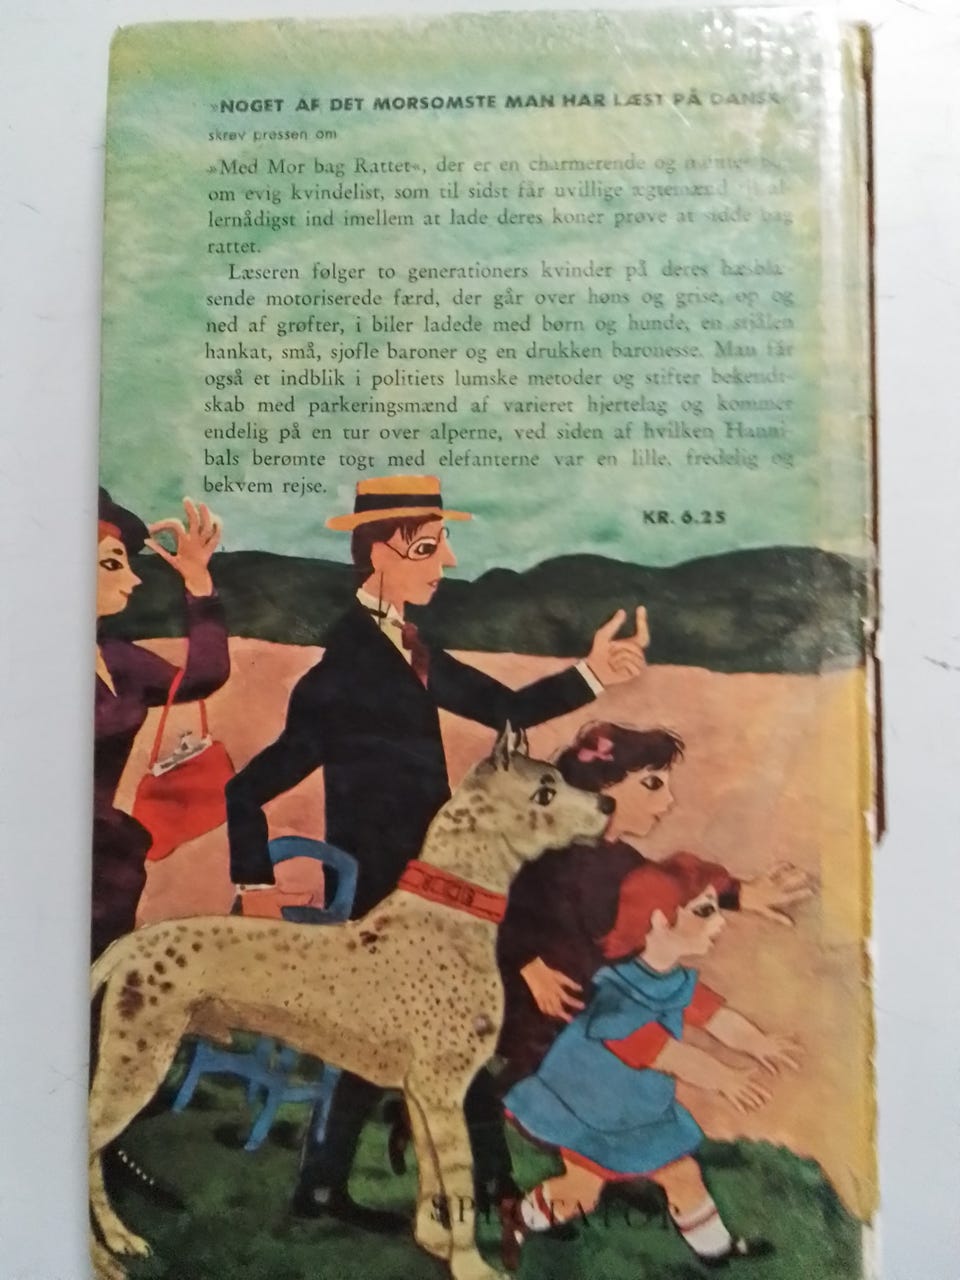 »NOGET AF DET MORSOMSTE MAN HAR LÆST PÅ DANSK«
skrev pressen om
»Med Mor bag Rattet«, der er en charmerende og munter bog
om evig kvindelist, som til sidst får uvillige ægtemænd til al-
lernådigst ind imellem at lade deres koner prøve at sidde bag
rattet.
Læseren følger to generationers kvinder på deres hæsblæ-
sende motoriserede færd, der går over høns og grise, op og
ned af grøfter, i biler ladede med børn og hunde, en stjålen
hankat, små, sjofle baroner og en drukken baronesse. Man får
også et indblik i politiets lumske metoder og stifter bekendt-
skab med parkeringsmænd af varieret hjertelag og kommer
endelig på en tur over alperne, ved siden af hvilken Hanni-
bals berømte togt med elefanterne var en lille, fredelig og
bekvem rejse.
KR. 6.25
SPECTATOR